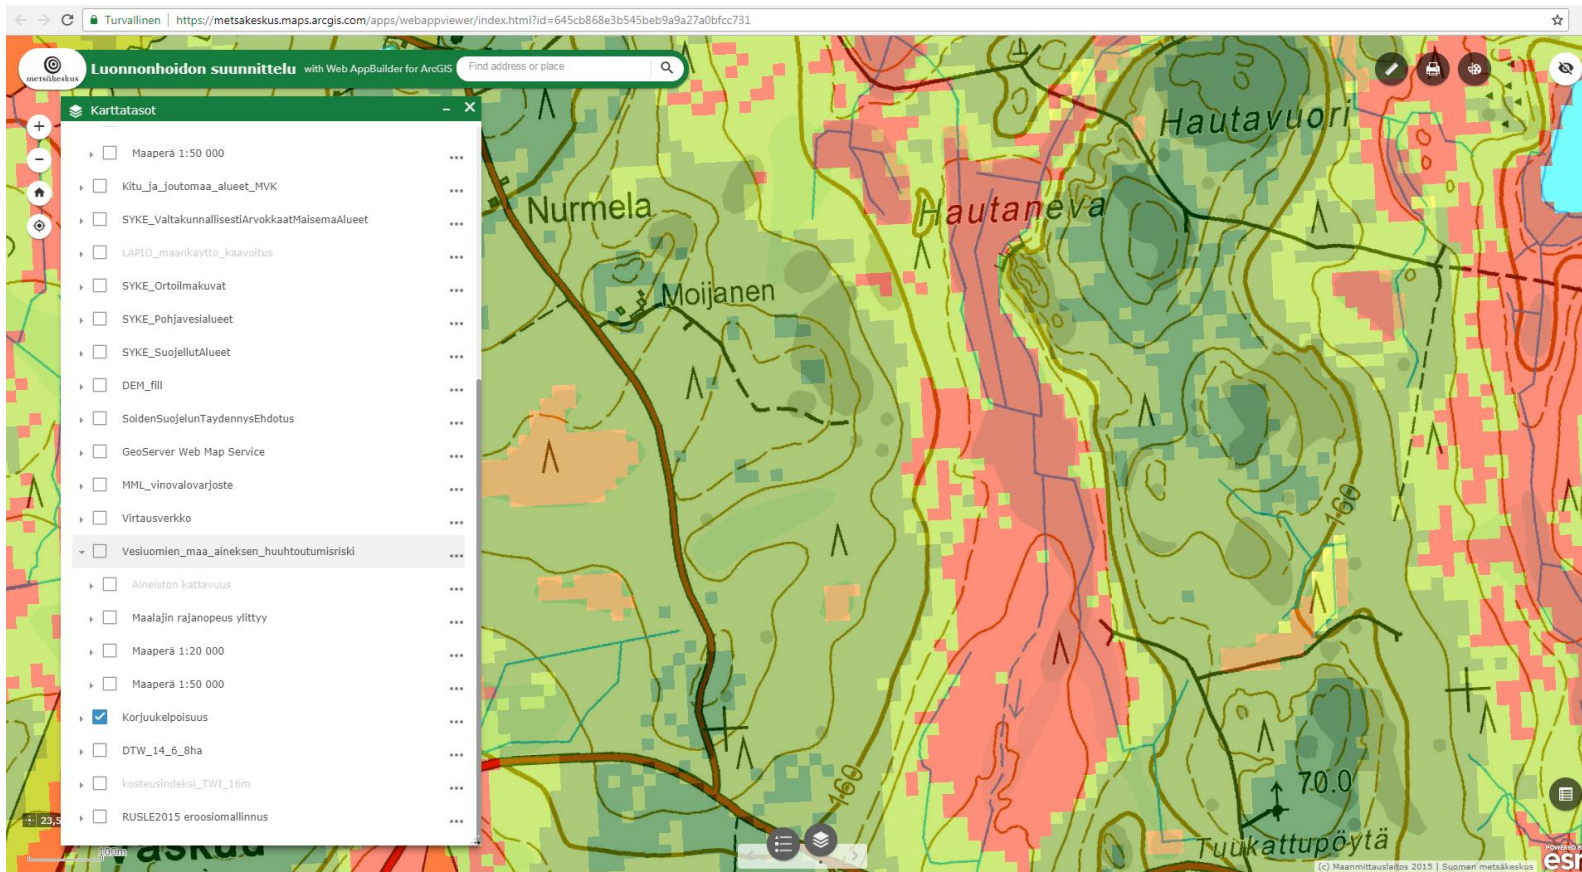 Turvallinen | https://metsakeskus.maps.arcgis.com/apps/webappviewer/index.html?id=645cb868e3b545beb9a9a27a0bfcc731
metsäkeskus
Luonnonhoidon suunnittelu with Web AppBuilder for ArcGIS
Find address or place
Karttatasot
Maaperä 1:50 000
Kitu_ja_joutomaa_alueet_MVK
SYKE_ValtakunnallisestiArvokkaatMaisemaAlueet
LAPIO_maankaytto_kaavoitus
SYKE_Ortoilmakuvat
SYKE_Pohjavesialueet
SYKE_SuojellutAlueet
DEM_fill
SoidenSuojelunTaydennysEhdotus
GeoServer Web Map Service
MML_vinovalovarjoste
Virtausverkko
Vesiuomien_maa_aineksen_huuhtoutumisriski
Aineiston kattavuus
Maalajin rajanopeus ylittyy
Maaperä 1:20 000
Maaperä 1:50 000
Korjuukelpoisuus
DTW_14_6_8ha
kosteusindeksi_TWI_16m
RUSLE2015 eroosiomallinnus
23,5
100m
Hautavuori
Nurmela
Hautaneva
Moijanen
160
160
70.0
Tuukattupöytä
(c) Maanmittauslaitos 2015 | Suomen metsäkeskus
POWERED BY
esri